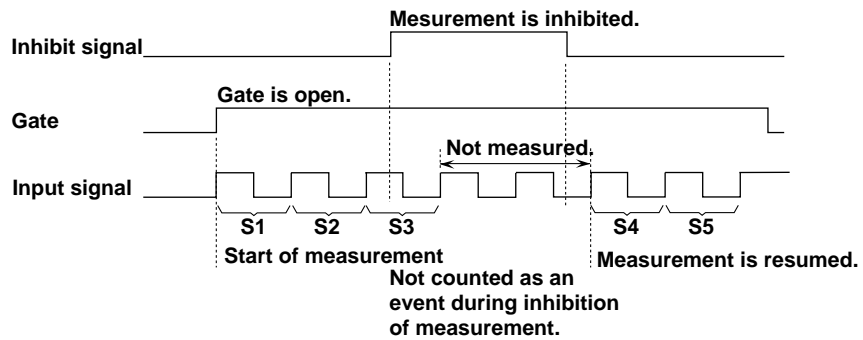 Mesurement is inhibited.
Inhibit signal
Gate is open.
Gate
Not measured.
Input signal
S1 S2 S3 S4 S5
Start of measurement
Measurement is resumed.
Not counted as an
event during inhibition
of measurement.